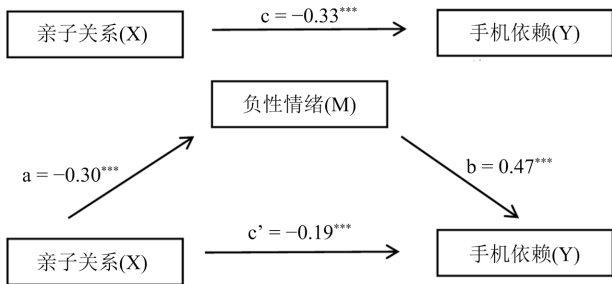 亲子关系(X)
c = −0.33***
手机依赖(Y)
负性情绪(M)
a = −0.30***
b = 0.47***
亲子关系(X)
c’ = −0.19***
手机依赖(Y)